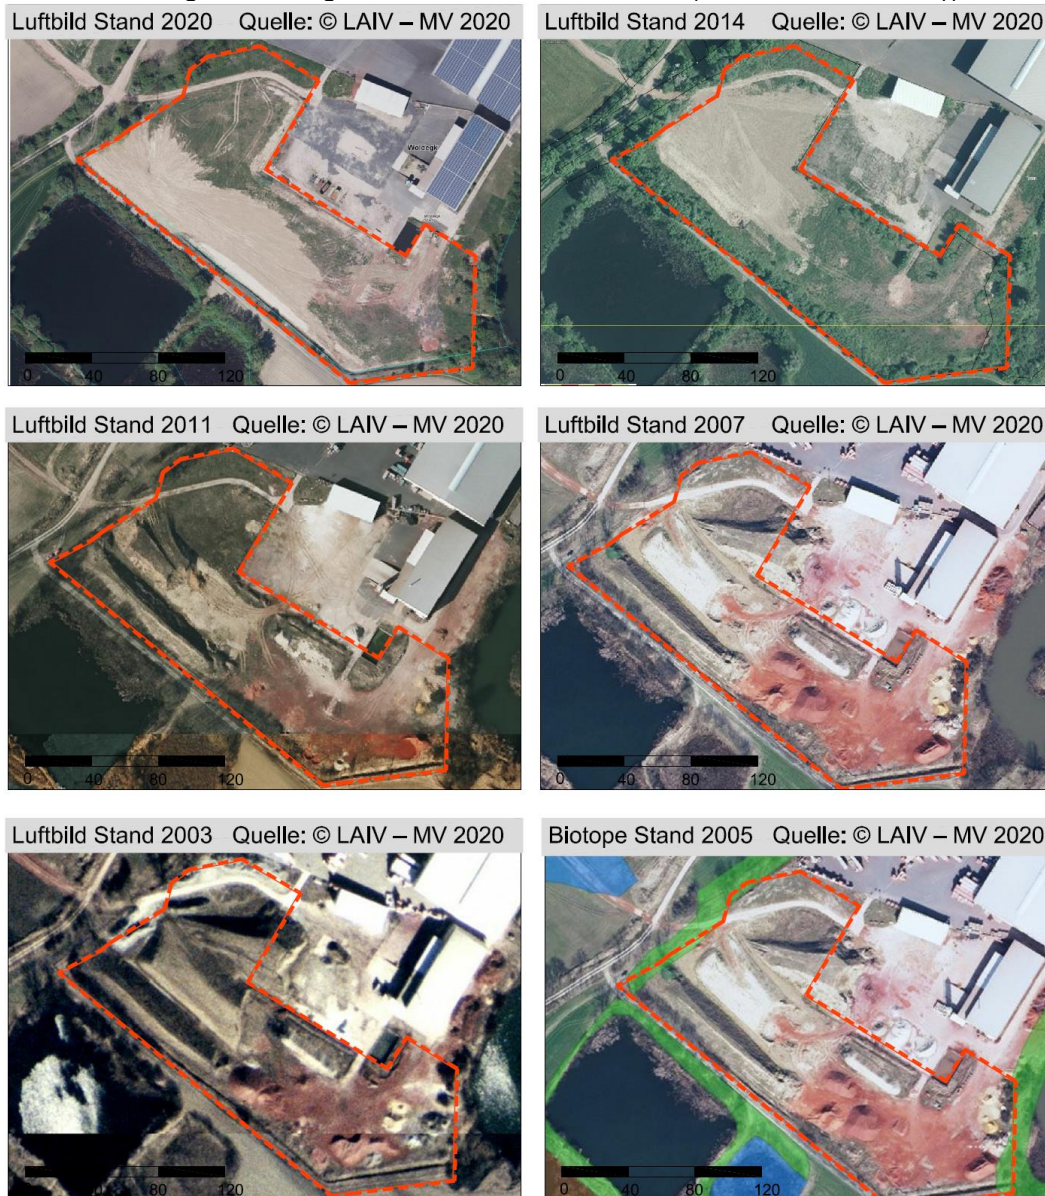 Luftbild Stand 2020 Quelle: © LAIV – MV 2020
Luftbild Stand 2014 Quelle: © LAIV – MV 2020
Woldegk
0 40 80 120
0 40 80 120
Luftbild Stand 2011 Quelle: © LAIV – MV 2020
Luftbild Stand 2007 Quelle: © LAIV – MV 2020
0 40 80 120
0 40 80 120
Luftbild Stand 2003 Quelle: © LAIV – MV 2020
Biotope Stand 2005 Quelle: © LAIV – MV 2020
0 40 80 120
0 40 80 120